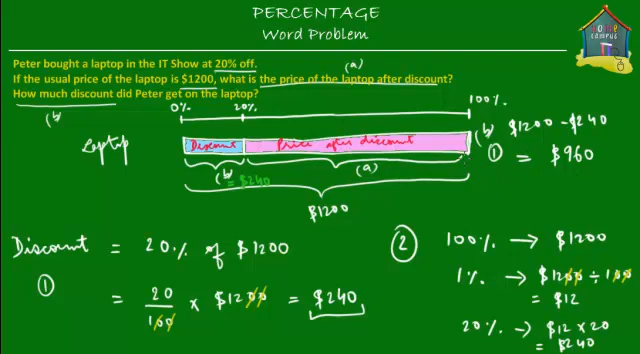 PERCENTAGE
Word Problem
Home Campus
Peter bought a laptop in the IT Show at 20% off.
(a)
If the usual price of the laptop is $1200, what is the price of the laptop after discount?
How much discount did Peter get on the laptop?
(b)
0% 20% 100%
Laptop Discount Price after discount
(b) (a)
= $240
$1200
(b) $1200 - $240
① = $960
Discount = 20% of $1200
① = 20/100 × $1200 = $240
② 100% → $1200
1% → $1200 ÷ 100
= $12
20% → $12 × 20
= $240